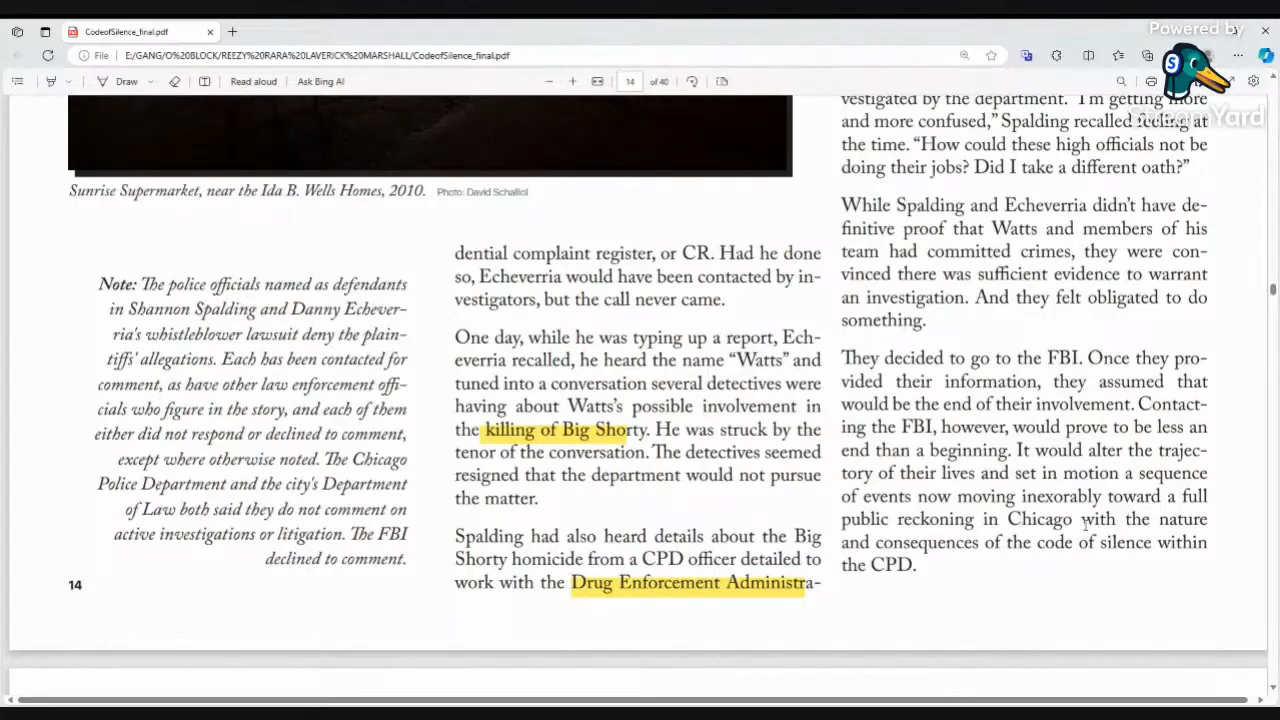 CodeofSilence_final.pdf
Powered by
File
E:/GANG/O%20BLOCK/REEZY%20RARA%20LAVERICK%20MARSHALL/CodeofSilence_final.pdf
Draw
Read aloud
Ask Bing AI
14
of 40
StreamYard
Sunrise Supermarket, near the Ida B. Wells Homes, 2010.
Photo: David Schalliol
Note: The police officials named as defendants
in Shannon Spalding and Danny Echever-
ria's whistleblower lawsuit deny the plain-
tiffs' allegations. Each has been contacted for
comment, as have other law enforcement offi-
cials who figure in the story, and each of them
either did not respond or declined to comment,
except where otherwise noted. The Chicago
Police Department and the city's Department
of Law both said they do not comment on
active investigations or litigation. The FBI
declined to comment.
14
dential complaint register, or CR. Had he done
so, Echeverria would have been contacted by in-
vestigators, but the call never came.
One day, while he was typing up a report, Ech-
everria recalled, he heard the name “Watts” and
tuned into a conversation several detectives were
having about Watts’s possible involvement in
the killing of Big Shorty. He was struck by the
tenor of the conversation. The detectives seemed
resigned that the department would not pursue
the matter.
Spalding had also heard details about the Big
Shorty homicide from a CPD officer detailed to
work with the Drug Enforcement Administra-
vestigated by the department. “I’m getting more
and more confused,” Spalding recalled feeling at
the time. “How could these high officials not be
doing their jobs? Did I take a different oath?”
While Spalding and Echeverria didn’t have de-
finitive proof that Watts and members of his
team had committed crimes, they were con-
vinced there was sufficient evidence to warrant
an investigation. And they felt obligated to do
something.
They decided to go to the FBI. Once they pro-
vided their information, they assumed that
would be the end of their involvement. Contact-
ing the FBI, however, would prove to be less an
end than a beginning. It would alter the trajec-
tory of their lives and set in motion a sequence
of events now moving inexorably toward a full
public reckoning in Chicago with the nature
and consequences of the code of silence within
the CPD.